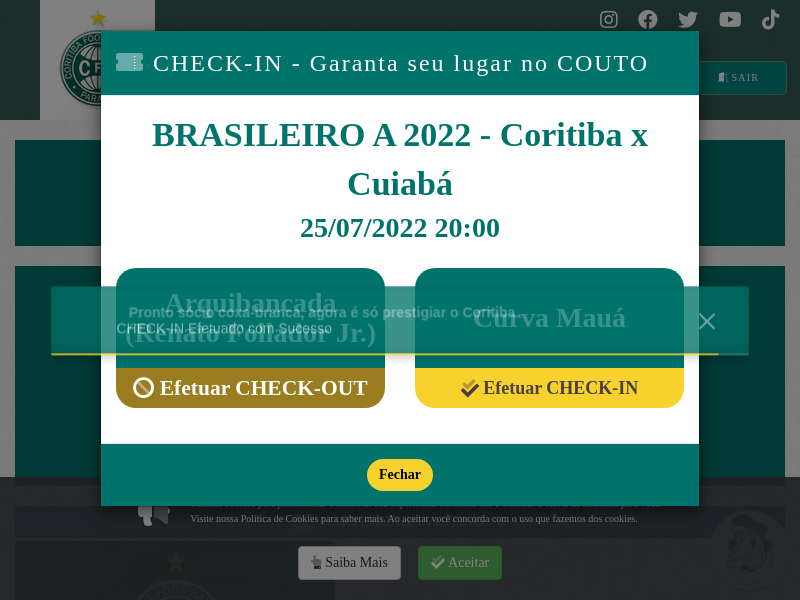 SAIR
CHECK-IN - Garanta seu lugar no COUTO
BRASILEIRO A 2022 - Coritiba x
Cuiabá
25/07/2022 20:00
Arquibancada
(Renato Follador Jr.)
Curva Mauá
Pronto sócio coxa-branca, agora é só prestigiar o Coritiba.
CHECK-IN Efetuado com Sucesso
Efetuar CHECK-OUT
Efetuar CHECK-IN
Fechar
Visite nossa Política de Cookies para saber mais. Ao aceitar você concorda com o uso que fazemos dos cookies.
Saiba Mais
Aceitar